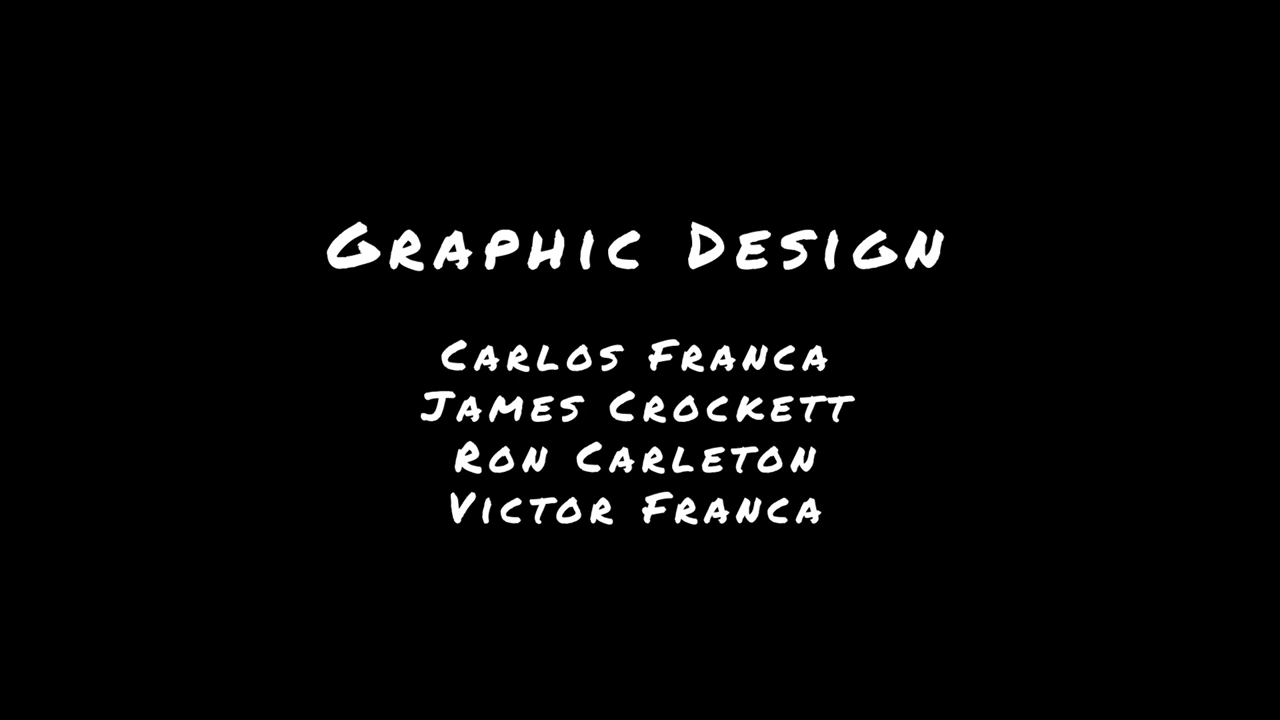 Graphic Design
Carlos Franca
James Crockett
Ron Carleton
Victor Franca